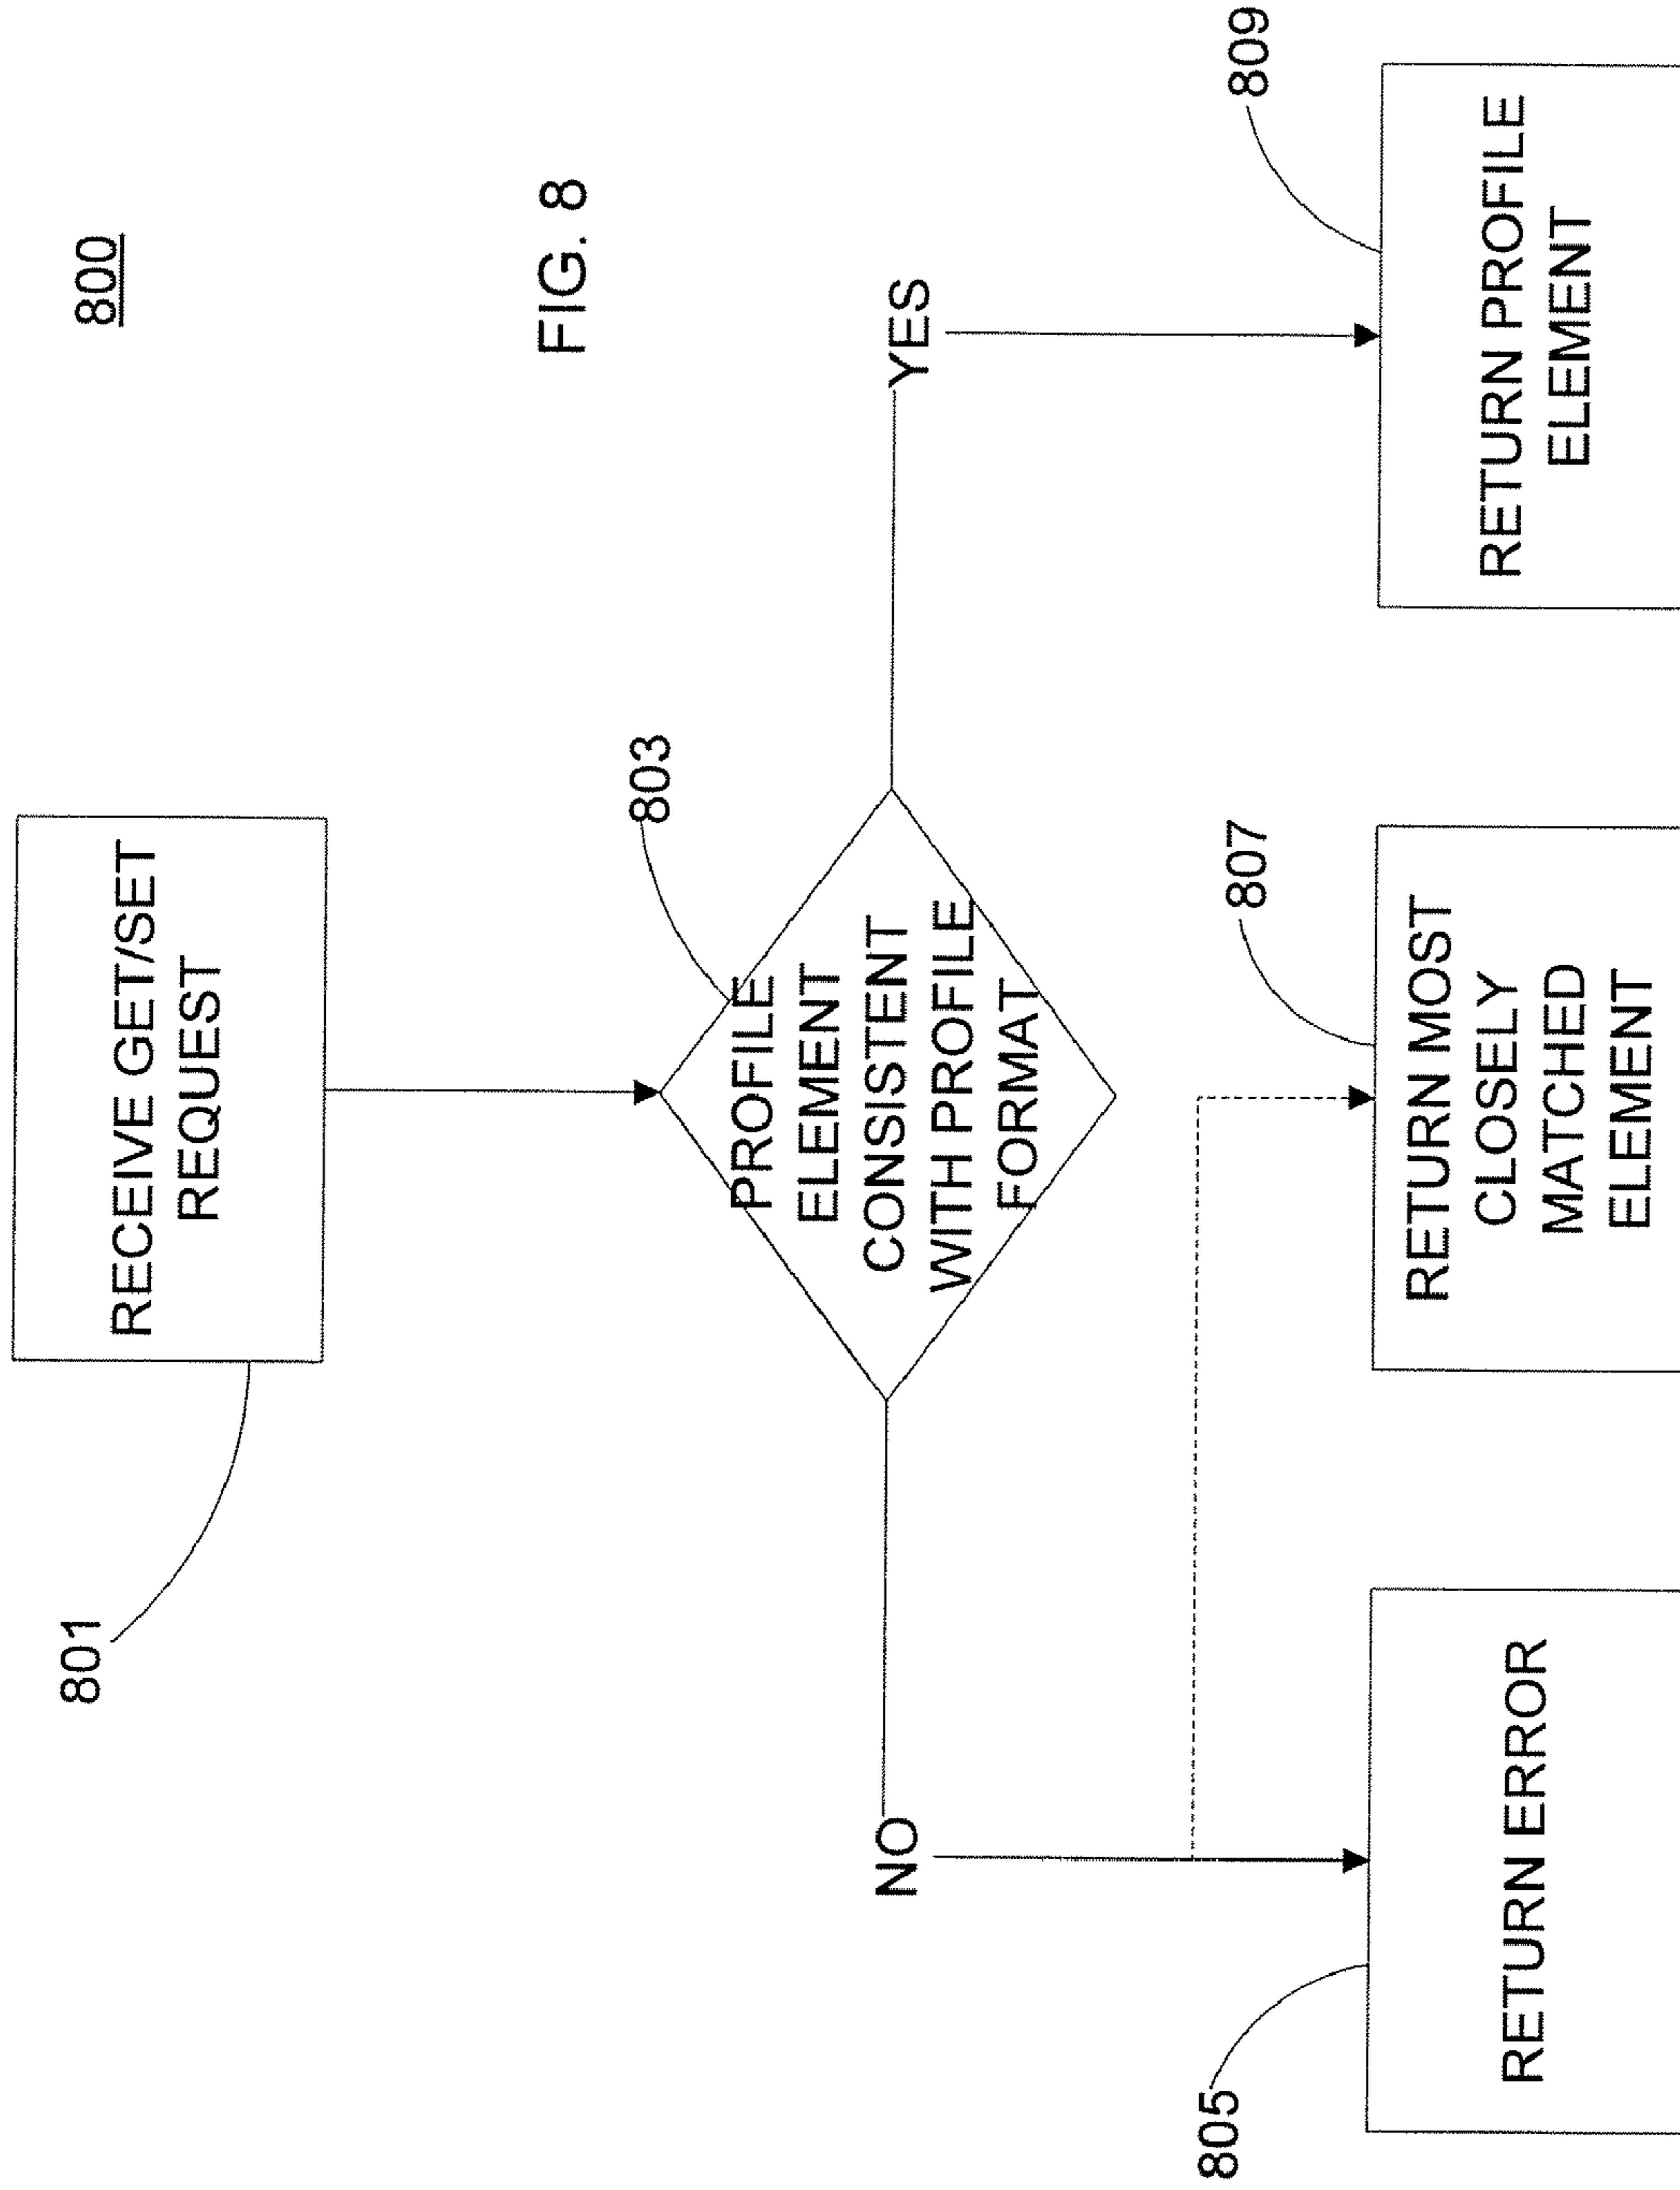 800
FIG. 8
801
RECEIVE GET/SET
REQUEST
803
PROFILE
ELEMENT
CONSISTENT
WITH PROFILE
FORMAT
NO
YES
805
RETURN ERROR
807
RETURN MOST
CLOSELY
MATCHED
ELEMENT
809
RETURN PROFILE
ELEMENT